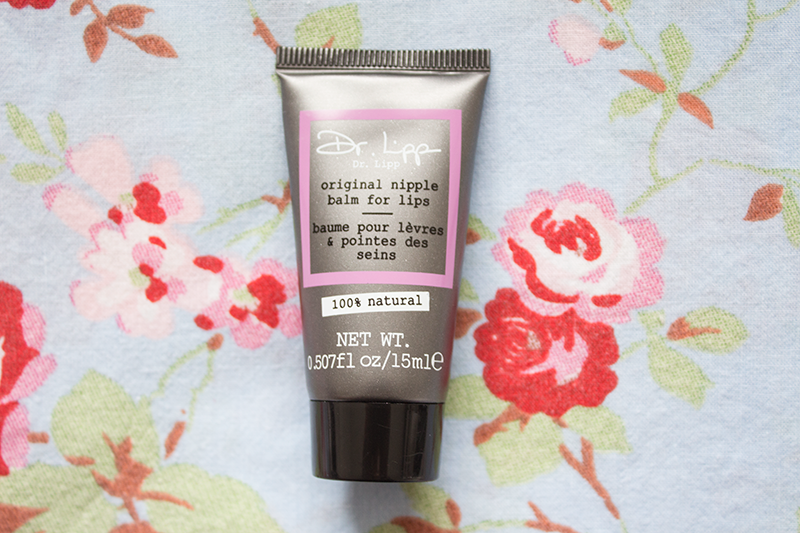 Dr. Lipp
Dr. Lipp
original nipple
balm for lips
baume pour lèvres
& pointes des
seins
100% natural
NET WT.
0.507fl oz/15ml℮